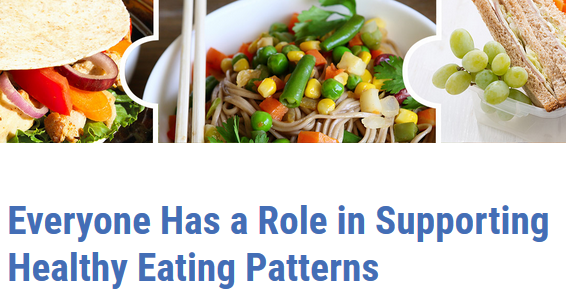 Everyone Has a Role in Supporting
Healthy Eating Patterns